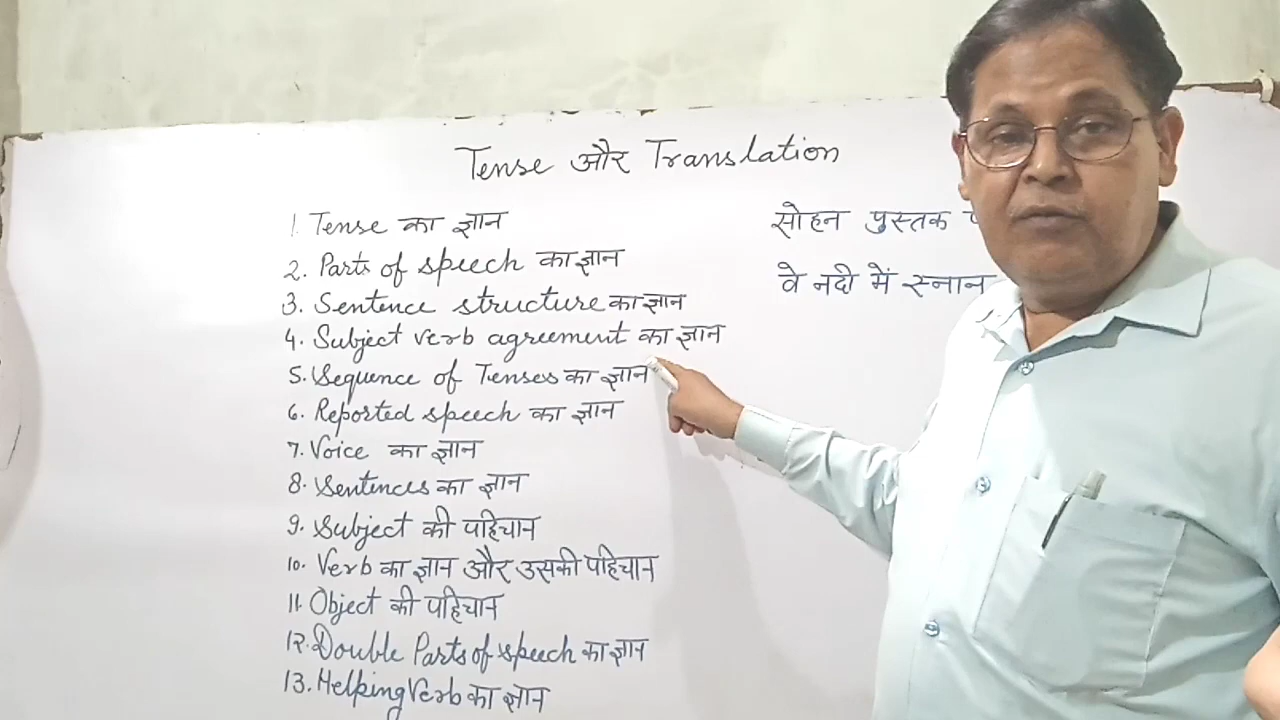 Tense और Translation
1. Tense का ज्ञान
2. Parts of speech का ज्ञान
3. Sentence structure का ज्ञान
4. Subject verb agreement का ज्ञान
5. Sequence of Tenses का ज्ञान
6. Reported speech का ज्ञान
7. Voice का ज्ञान
8. Sentences का ज्ञान
9. Subject की पहिचान
10. Verb का ज्ञान और उसकी पहिचान
11. Object की पहिचान
12. Double Parts of speech का ज्ञान
13. Helping Verb का ज्ञान
सोहन पुस्तक
वे नदी में स्नान